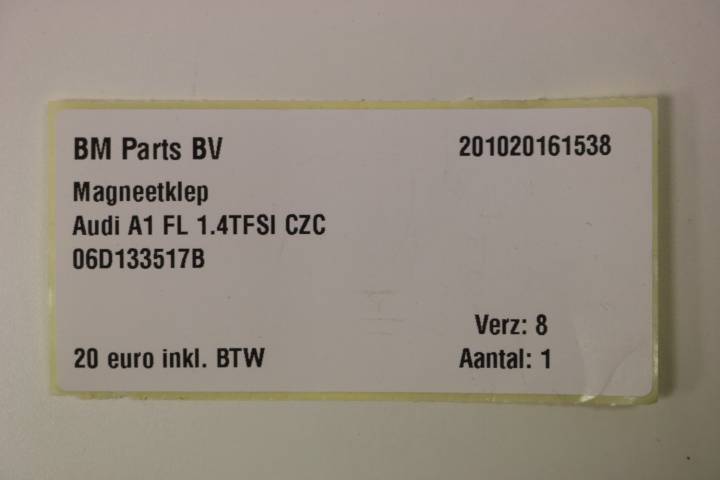 BM Parts BV 201020161538
Magneetklep
Audi A1 FL 1.4TFSI CZC
06D133517B
Verz: 8
20 euro inkl. BTW Aantal: 1